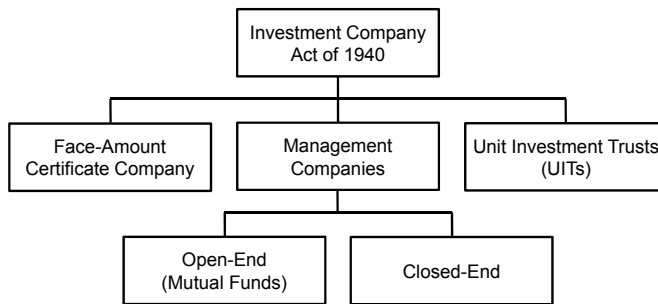 Investment Company
Act of 1940
Face-Amount
Certificate Company
Management
Companies
Unit Investment Trusts
(UITs)
Open-End
(Mutual Funds)
Closed-End